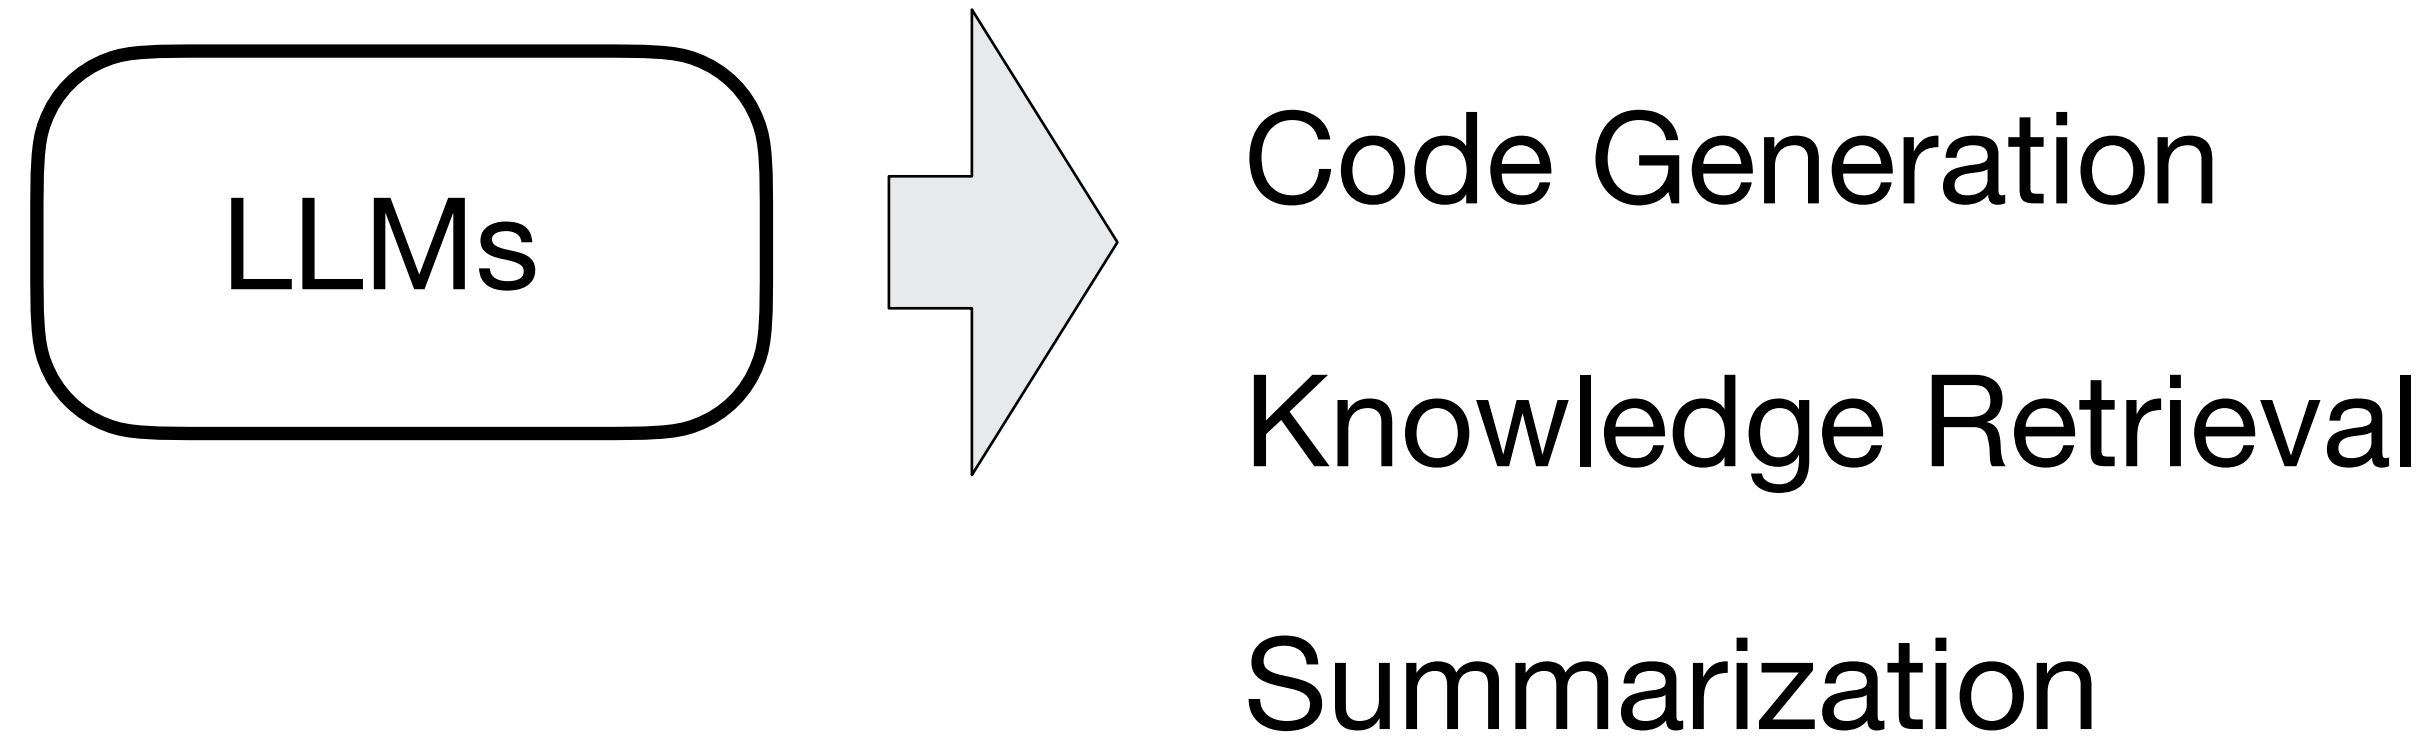 LLMs
Code Generation
Knowledge Retrieval
Summarization